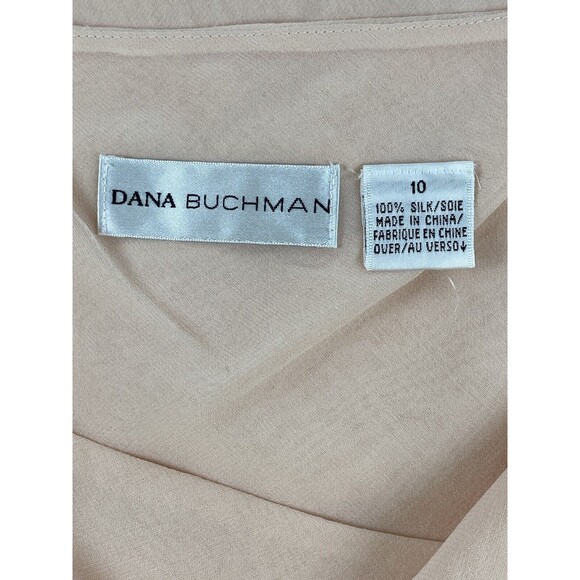 DANA BUCHMAN
10
100% SILK/SOIE
MADE IN CHINA/
FABRIQUE EN CHINE
OVER/AU VERSO↓